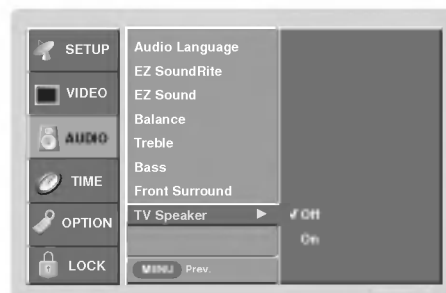 SETUP
VIDEO
AUDIO
TIME
OPTION
LOCK
Audio Language
EZ SoundRite
EZ Sound
Balance
Treble
Bass
Front Surround
TV Speaker
Off
On
MENU Prev.